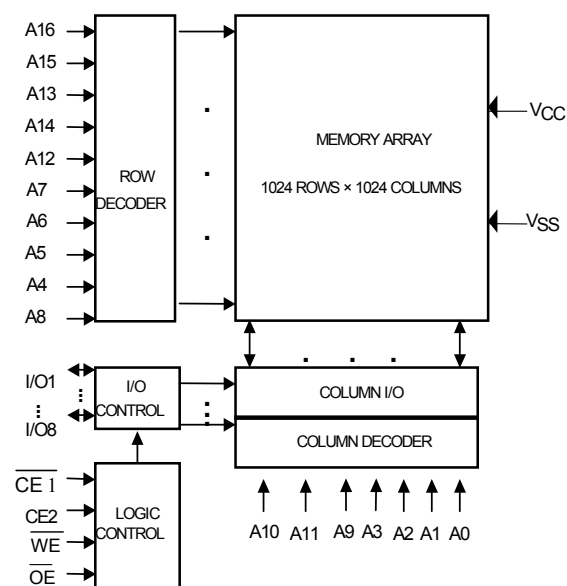 A16
A15
A13
A14
A12
A7
A6
A5
A4
A8
ROW
DECODER
MEMORY ARRAY
1024 ROWS × 1024 COLUMNS
VCC
VSS
I/O1
I/O8
I/O
CONTROL
COLUMN I/O
COLUMN DECODER
CE 1
CE2
WE
OE
LOGIC
CONTROL
A10 A11 A9 A3 A2 A1 A0